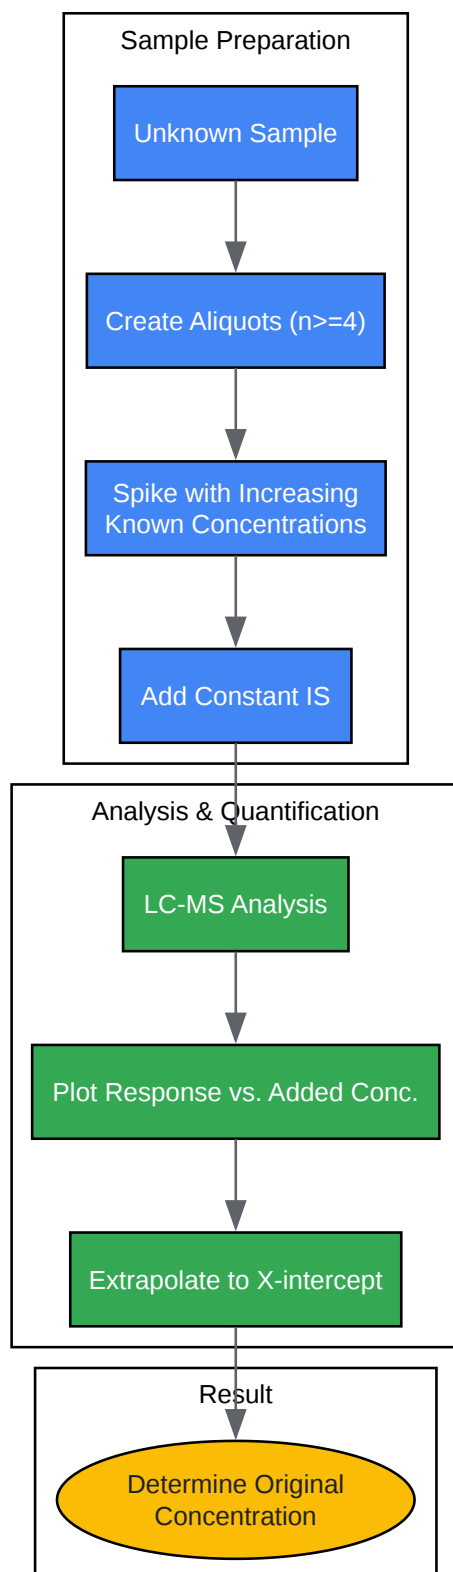 Sample Preparation
Unknown Sample
Create Aliquots (n>=4)
Spike with Increasing
Known Concentrations
Add Constant IS
Analysis & Quantification
LC-MS Analysis
Plot Response vs. Added Conc.
Extrapolate to X-intercept
Result
Determine Original
Concentration